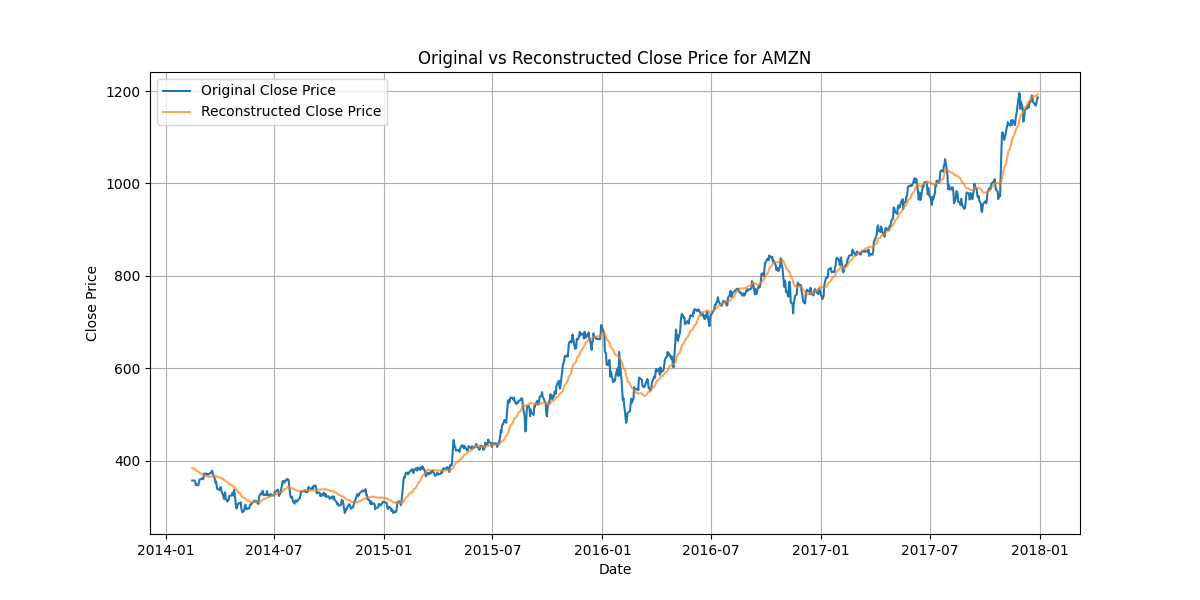 Original vs Reconstructed Close Price for AMZN
Original Close Price
Reconstructed Close Price
1200
1000
800
600
400
Close Price
2014-01 2014-07 2015-01 2015-07 2016-01 2016-07 2017-01 2017-07 2018-01
Date